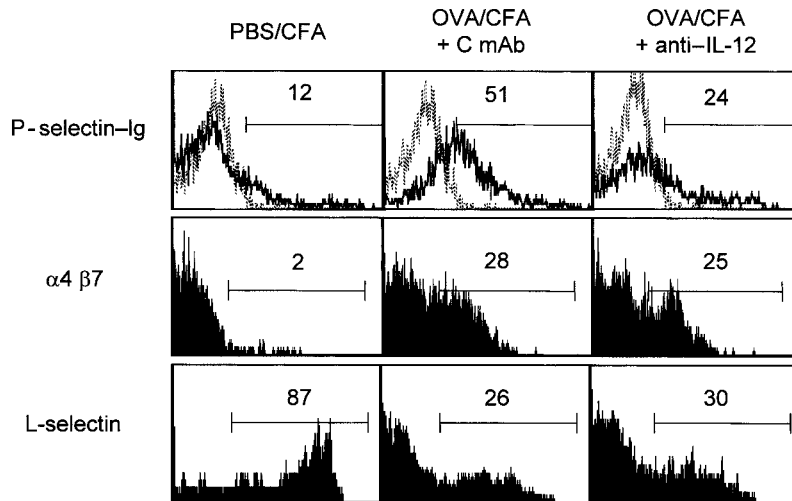 PBS/CFA
OVA/CFA
+ C mAb
OVA/CFA
+ anti–IL-12
P-selectin–Ig
12
51
24
α4 β7
2
28
25
L-selectin
87
26
30